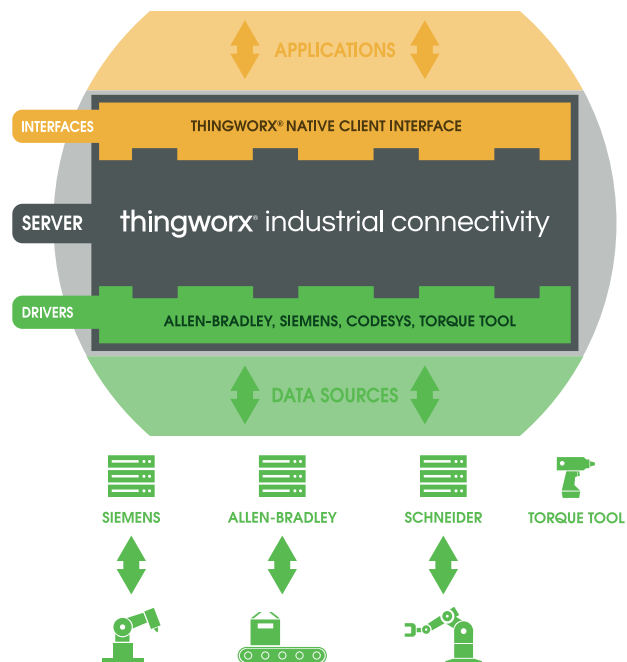 APPLICATIONS
INTERFACES
THINGWORX® NATIVE CLIENT INTERFACE
SERVER
thingworx® industrial connectivity
DRIVERS
ALLEN-BRADLEY, SIEMENS, CODESYS, TORQUE TOOL
DATA SOURCES
SIEMENS
ALLEN-BRADLEY
SCHNEIDER
TORQUE TOOL